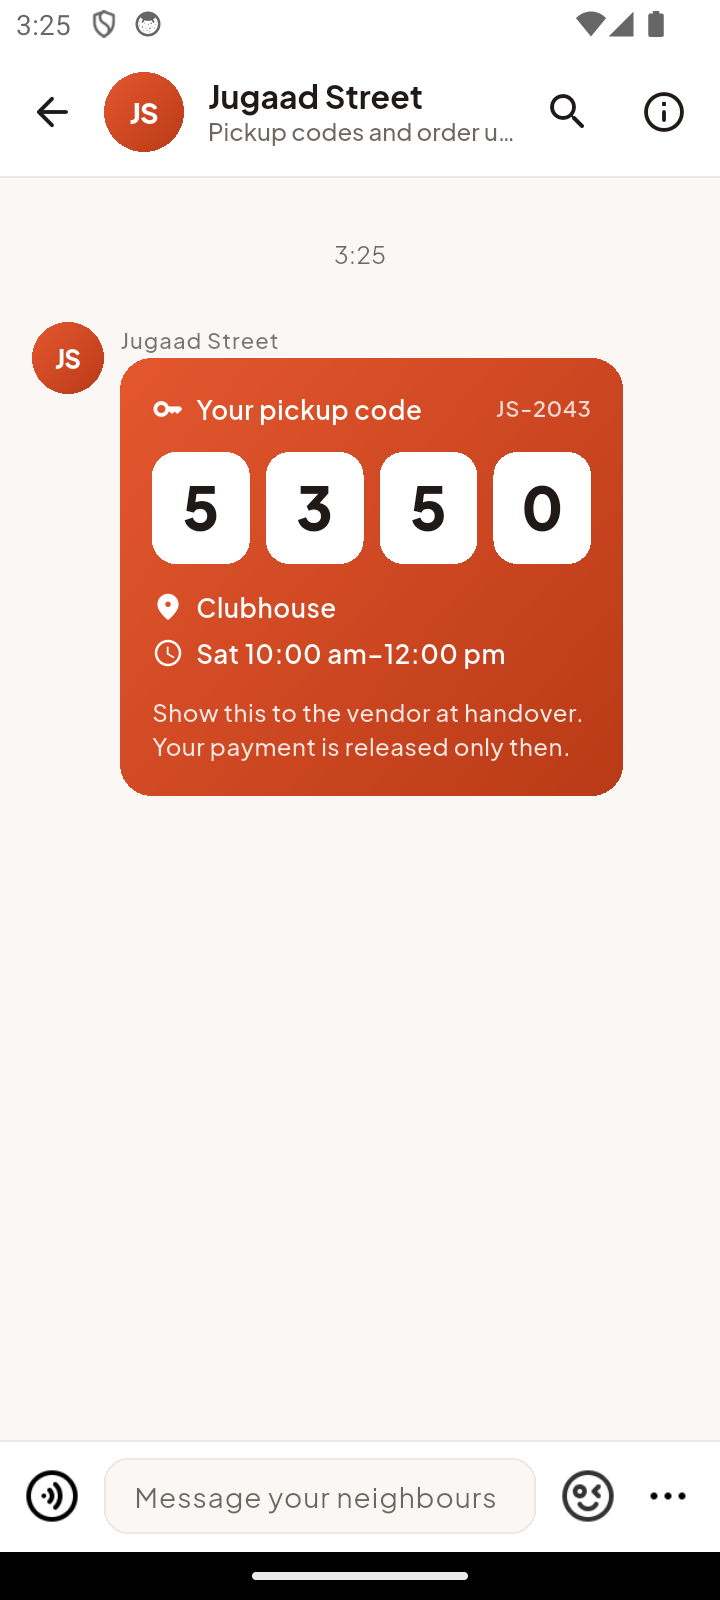 3:25
JS
Jugaad Street
Pickup codes and order u...
3:25
JS
Jugaad Street
Your pickup code
JS-2043
5 3 5 0
Clubhouse
Sat 10:00 am–12:00 pm
Show this to the vendor at handover.
Your payment is released only then.
Message your neighbours